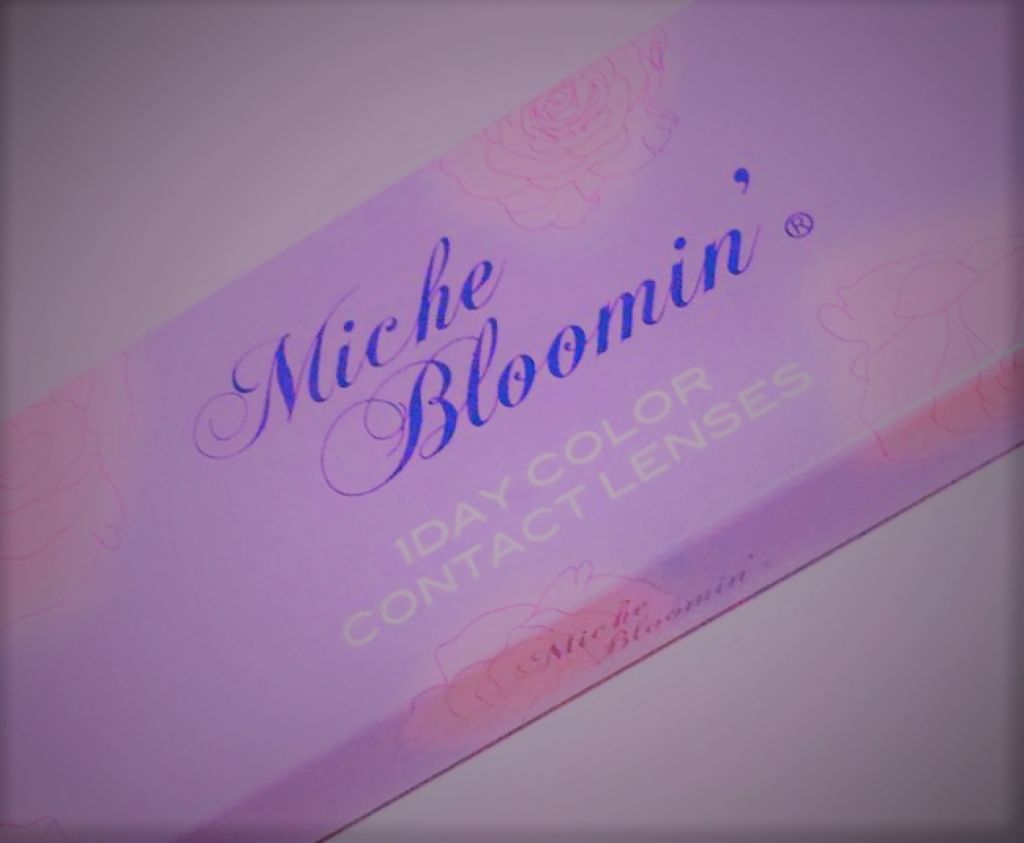 Miche
Bloomin' ®
1DAY COLOR
CONTACT LENSES
Miche
Bloomin'